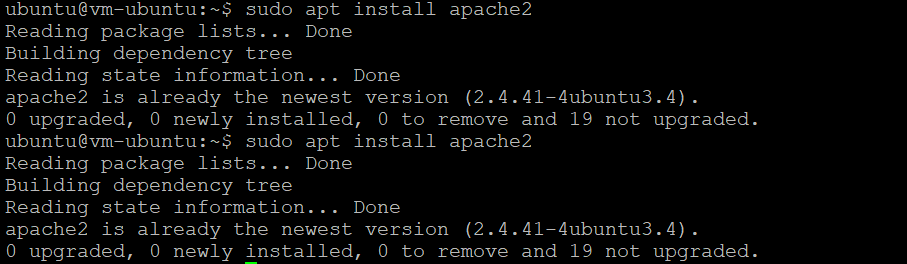 ubuntu@vm-ubuntu:~$ sudo apt install apache2
Reading package lists... Done
Building dependency tree
Reading state information... Done
apache2 is already the newest version (2.4.41-4ubuntu3.4).
0 upgraded, 0 newly installed, 0 to remove and 19 not upgraded.
ubuntu@vm-ubuntu:~$ sudo apt install apache2
Reading package lists... Done
Building dependency tree
Reading state information... Done
apache2 is already the newest version (2.4.41-4ubuntu3.4).
0 upgraded, 0 newly installed, 0 to remove and 19 not upgraded.